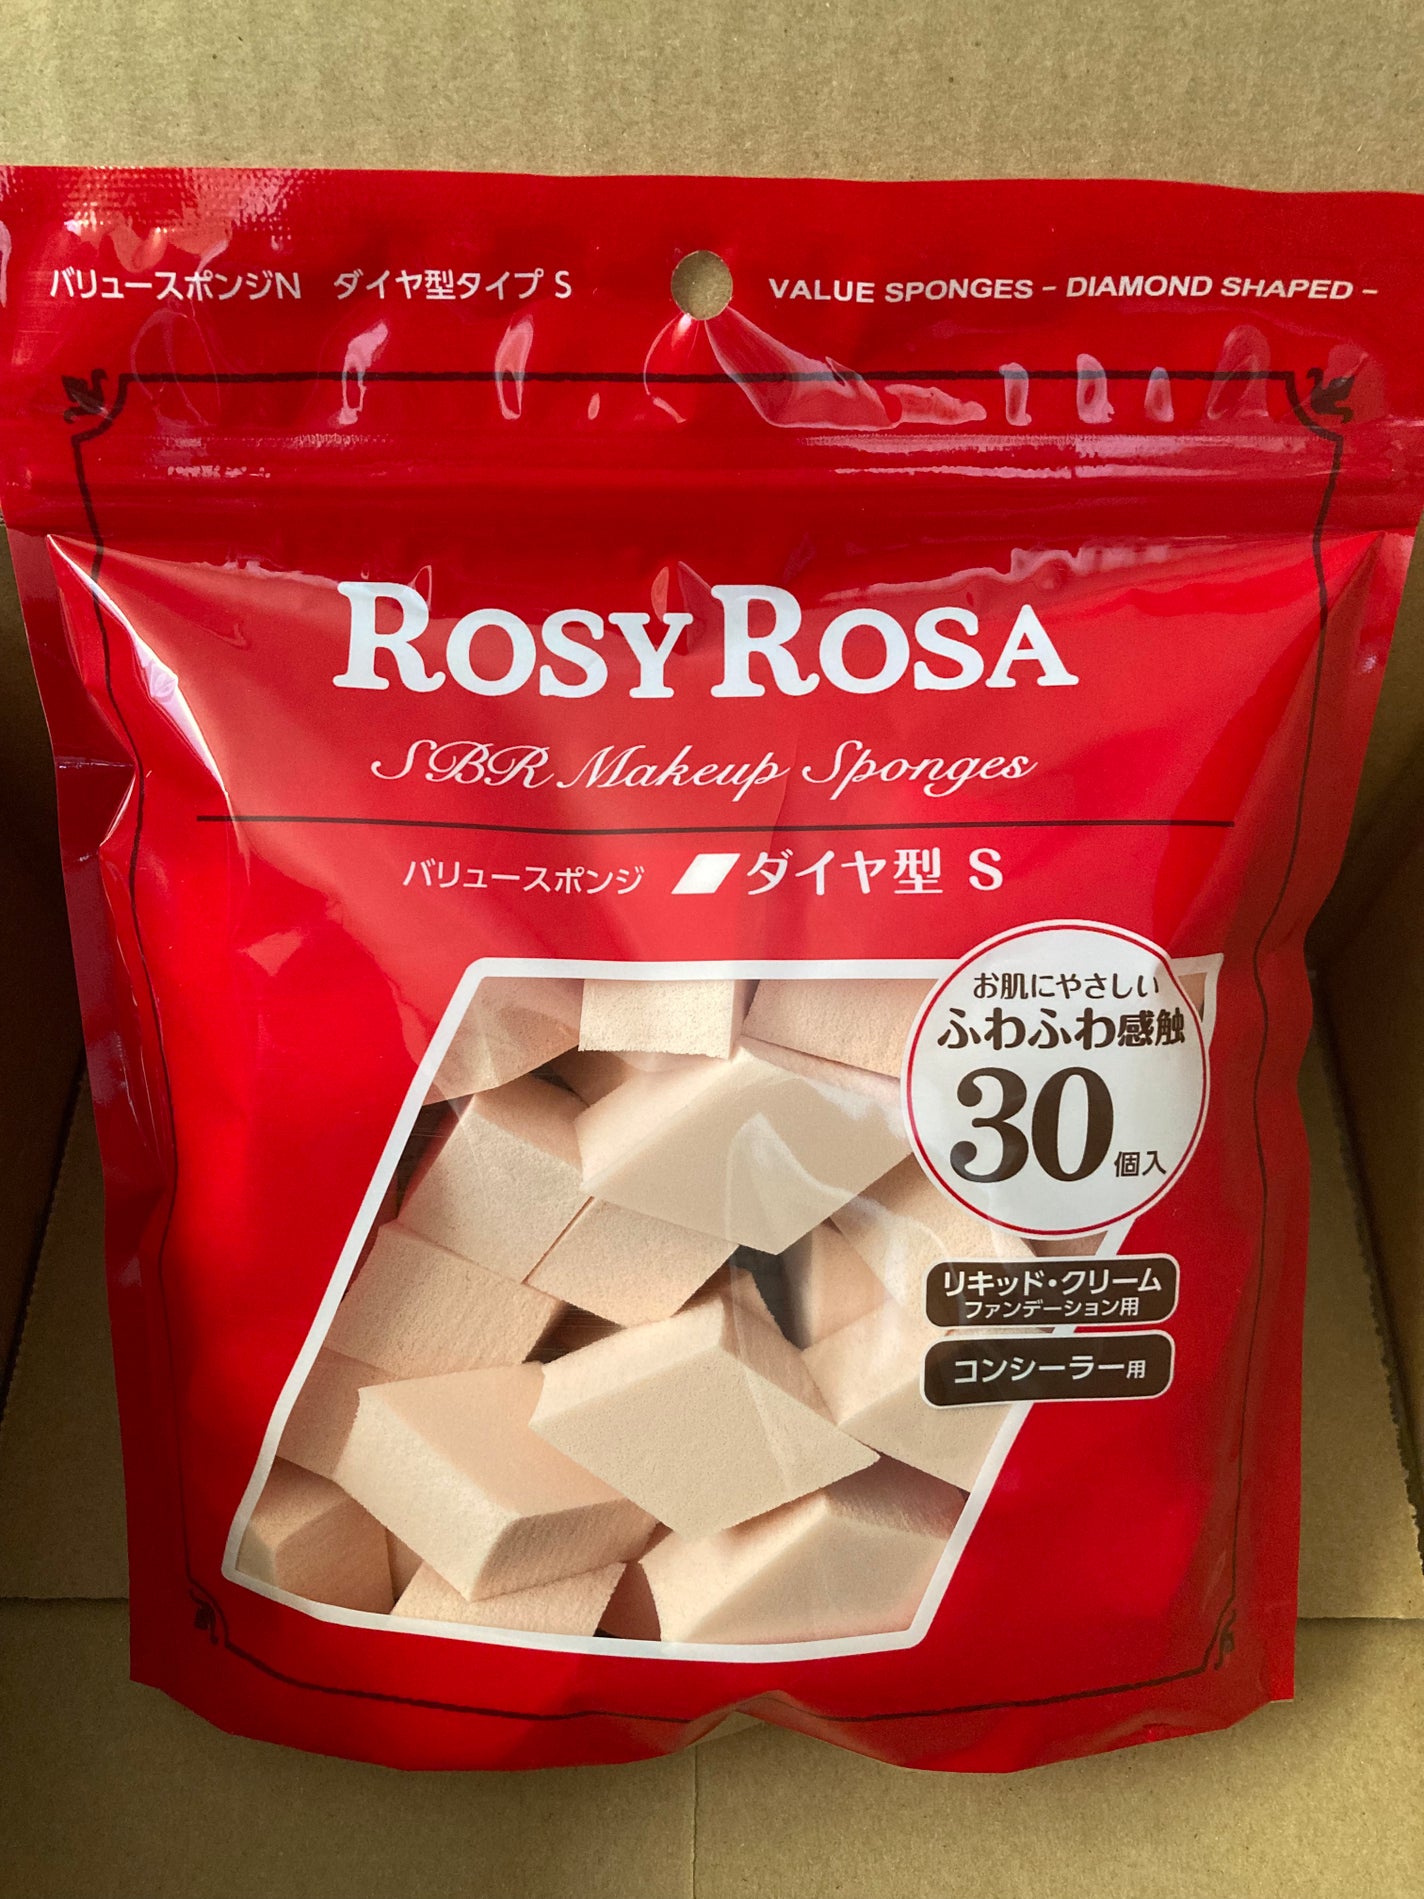 バリュースポンジN ダイヤ型タイプ S
VALUE SPONGES - DIAMOND SHAPED -
ROSY ROSA
SBR Makeup Sponges
バリュースポンジ ダイヤ型 S
お肌にやさしい
ふわふわ感触
30個入
リキッド・クリーム
ファンデーション用
コンシーラー用